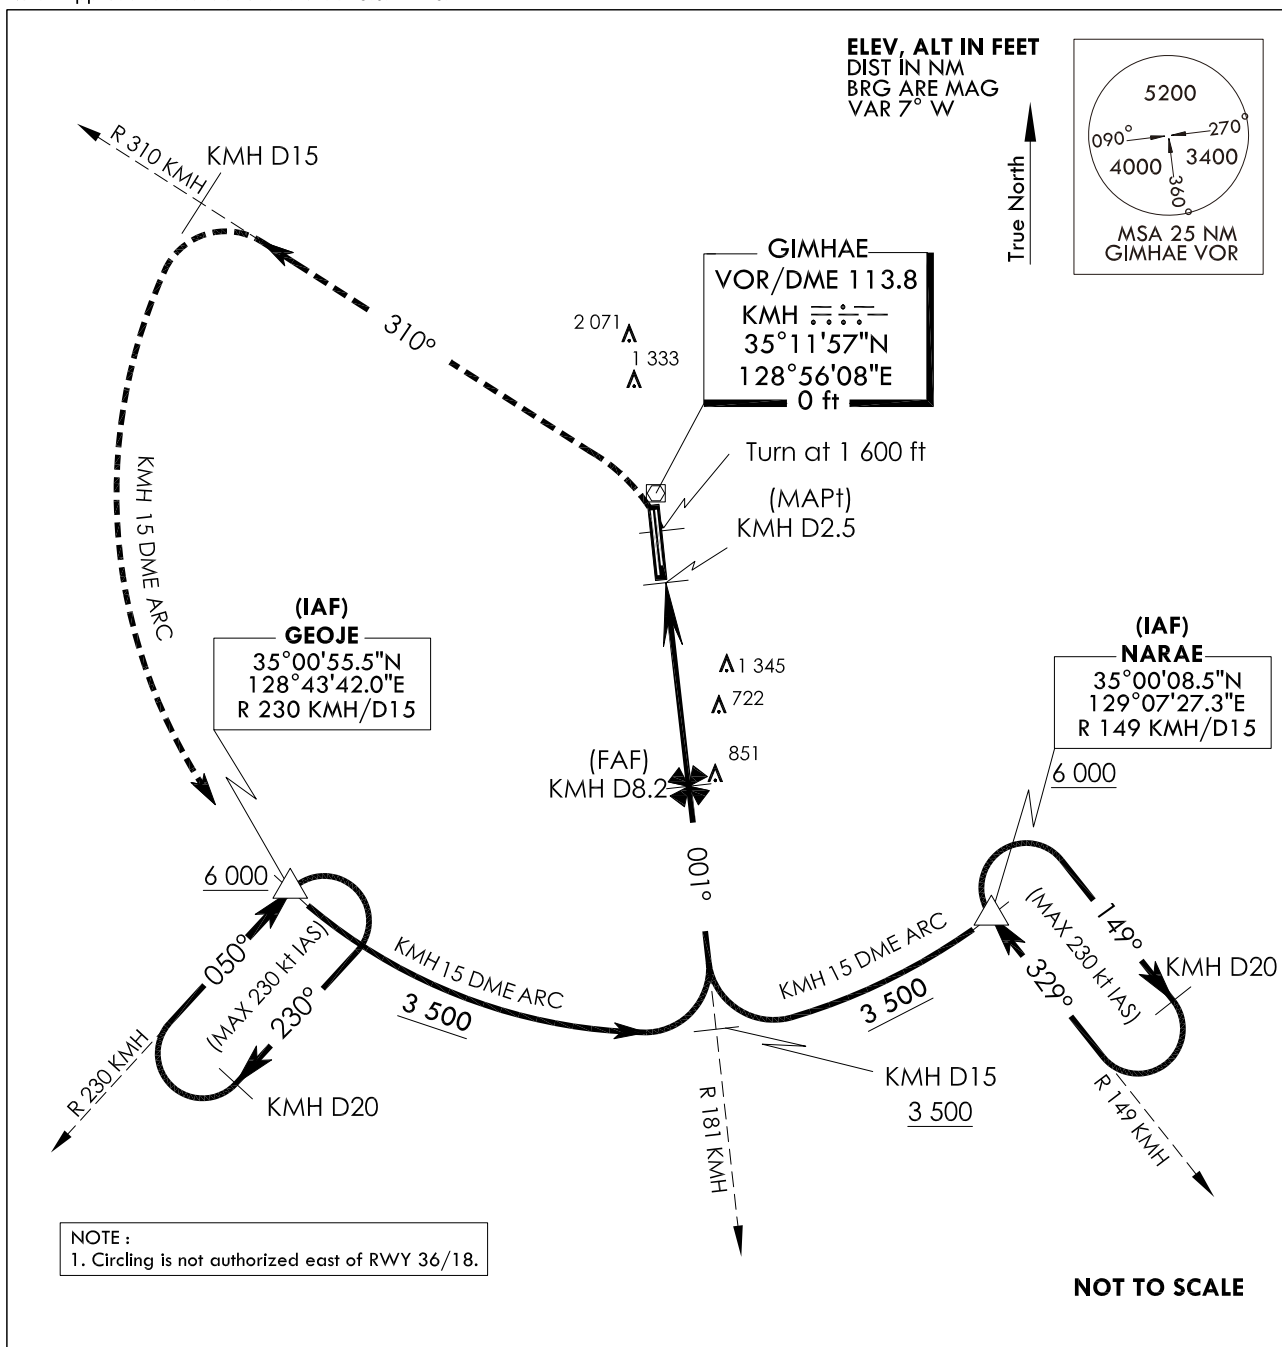 ELEV, ALT IN FEET
DIST IN NM
BRG ARE MAG
VAR 7° W
True North
5200
090°
270°
4000
3400
360°
MSA 25 NM
GIMHAE VOR
R 310 KMH
KMH D15
310°
KMH 15 DME ARC
2 071
1 333
GIMHAE
VOR/DME 113.8
KMH
35°11'57"N
128°56'08"E
0 ft
Turn at 1 600 ft
(MAPt)
KMH D2.5
(IAF)
GEOJE
35°00'55.5"N
128°43'42.0"E
R 230 KMH/D15
1 345
722
851
(FAF)
KMH D8.2
(IAF)
NARAE
35°00'08.5"N
129°07'27.3"E
R 149 KMH/D15
6 000
6 000
001°
050°
(MAX 230 kt IAS)
230°
R 230 KMH
KMH D20
KMH 15 DME ARC
3 500
KMH 15 DME ARC
3 500
149°
(MAX 230 kt IAS)
329°
KMH D20
R 149 KMH
KMH D15
3 500
R 181 KMH
NOTE :
1. Circling is not authorized east of RWY 36/18.
NOT TO SCALE